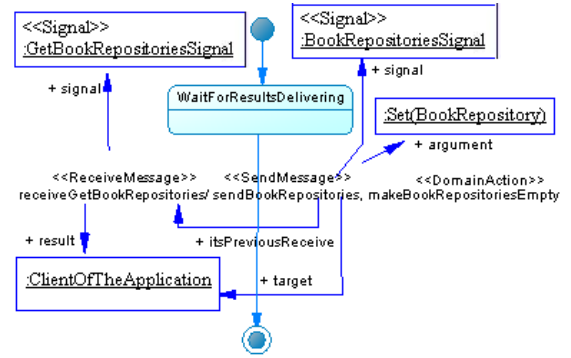 <<Signal>>
:GetBookRepositoriesSignal
<<Signal>>
:BookRepositoriesSignal
+ signal
+ signal
WaitForResultsDelivering
:Set(BookRepository)
+ argument
<<ReceiveMessage>>
<<SendMessage>>
<<DomainAction>>
receiveGetBookRepositories/ sendBookRepositories, makeBookRepositoriesEmpty
+ result
+ itsPreviousReceive
:ClientOfTheApplication
+ target